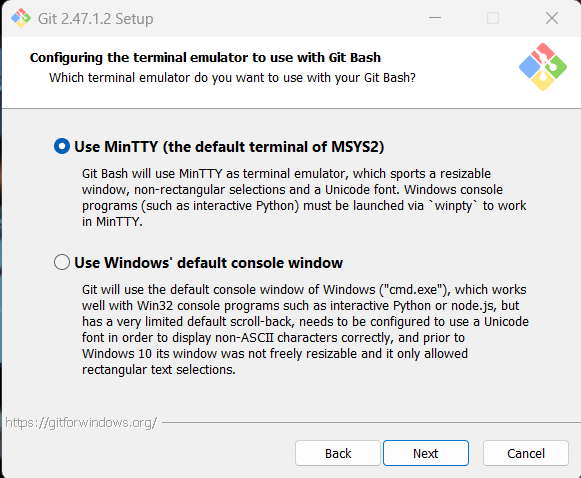 Git 2.47.1.2 Setup
Configuring the terminal emulator to use with Git Bash
Which terminal emulator do you want to use with your Git Bash?
Use MinTTY (the default terminal of MSYS2)
Git Bash will use MinTTY as terminal emulator, which sports a resizable
window, non-rectangular selections and a Unicode font. Windows console
programs (such as interactive Python) must be launched via `winpty` to work
in MinTTY.
Use Windows' default console window
Git will use the default console window of Windows ("cmd.exe"), which works
well with Win32 console programs such as interactive Python or node.js, but
has a very limited default scroll-back, needs to be configured to use a Unicode
font in order to display non-ASCII characters correctly, and prior to
Windows 10 its window was not freely resizable and it only allowed
rectangular text selections.
https://gitforwindows.org/
Back Next Cancel